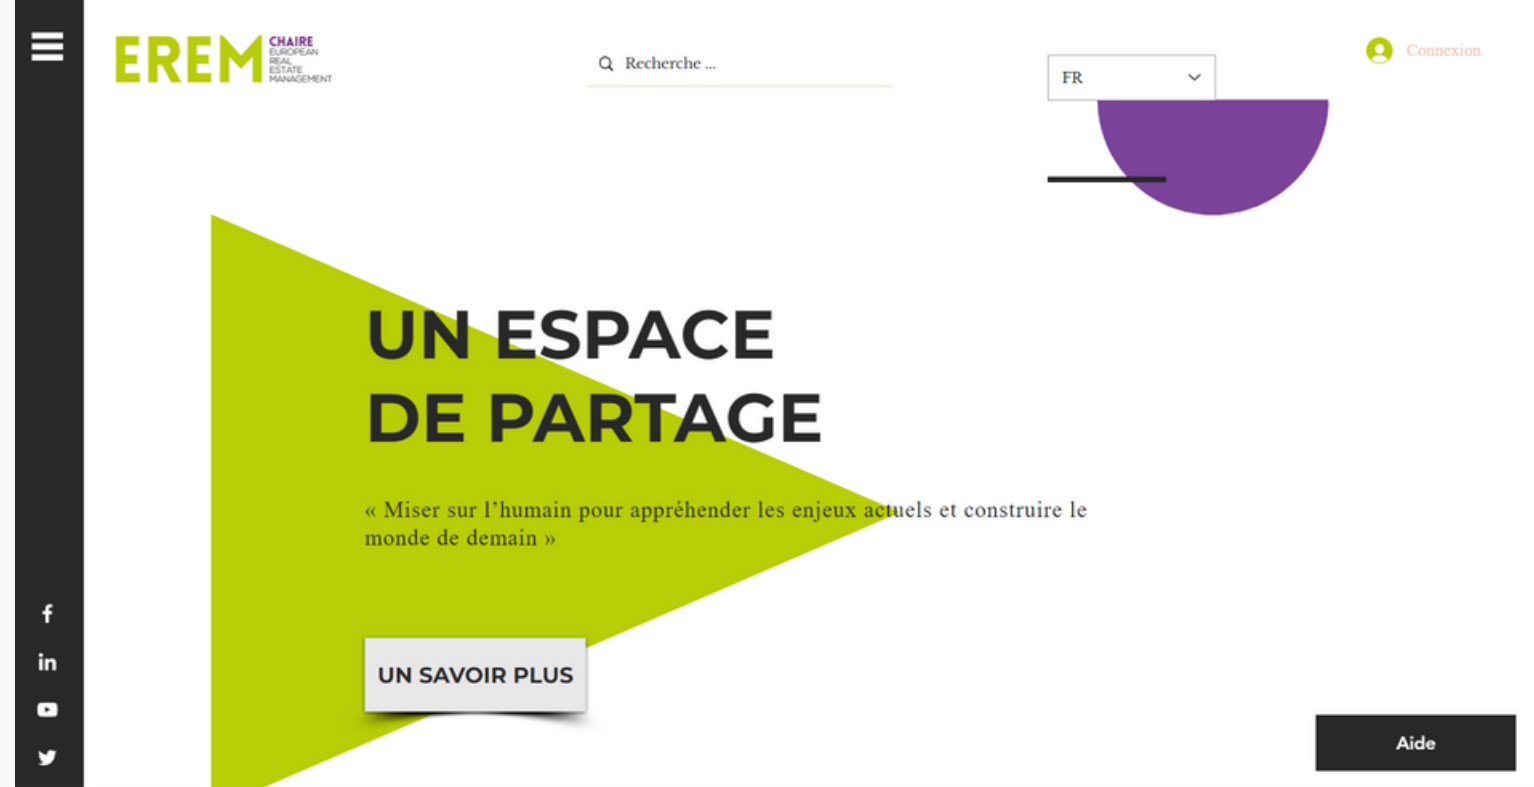 EREM
CHAIRE
EUROPEAN
REAL
ESTATE
MANAGEMENT
Recherche ...
FR
Connexion
UN ESPACE
DE PARTAGE
« Miser sur l’humain pour appréhender les enjeux actuels et construire le
monde de demain »
UN SAVOIR PLUS
Aide